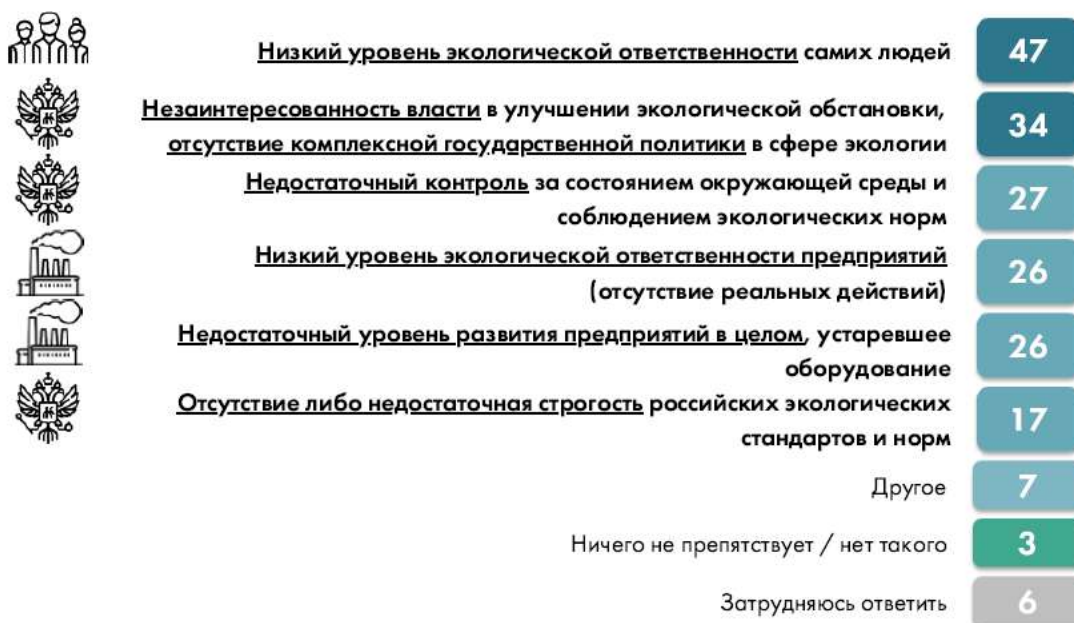 Низкий уровень экологической ответственности самих людей 47
Незаинтересованность власти в улучшении экологической обстановки,
отсутствие комплексной государственной политики в сфере экологии 34
Недостаточный контроль за состоянием окружающей среды и
соблюдением экологических норм 27
Низкий уровень экологической ответственности предприятий
(отсутствие реальных действий) 26
Недостаточный уровень развития предприятий в целом, устаревшее
оборудование 26
Отсутствие либо недостаточная строгость российских экологических
стандартов и норм 17
Другое 7
Ничего не препятствует / нет такого 3
Затрудняюсь ответить 6